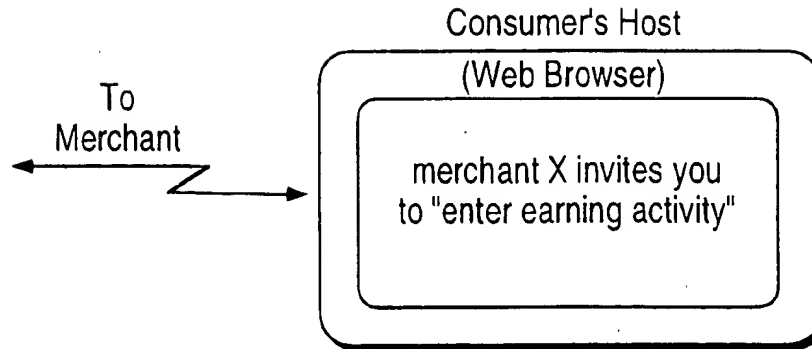 Consumer's Host
(Web Browser)
To
Merchant
merchant X invites you
to "enter earning activity"